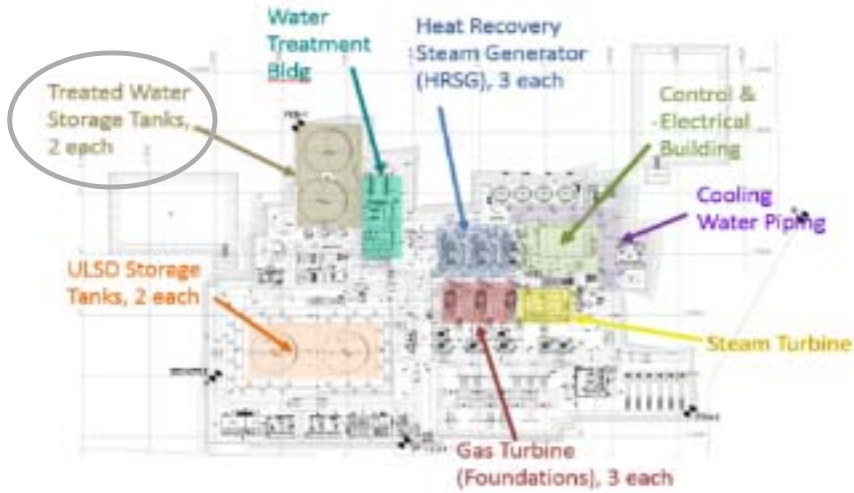 Water
Treatment
Bldg
Heat Recovery
Steam Generator
(HRSG), 3 each
Treated Water
Storage Tanks,
2 each
Control &
Electrical
Building
Cooling
Water Piping
ULSD Storage
Tanks, 2 each
Steam Turbine
Gas Turbine
(Foundations), 3 each